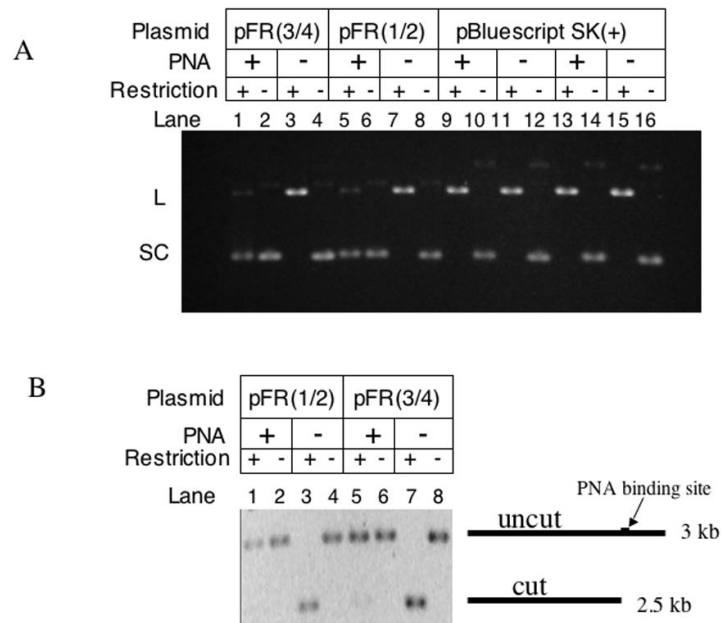 A
Plasmid pFR(3/4) pFR(1/2) pBluescript SK(+)
PNA + - + - + - + -
Restriction + - + - + - + - + - + - + - + -
Lane 1 2 3 4 5 6 7 8 9 10 11 12 13 14 15 16
L
SC
B
Plasmid pFR(1/2) pFR(3/4)
PNA + - + -
Restriction + - + - + - + -
Lane 1 2 3 4 5 6 7 8
PNA binding site
uncut
3 kb
cut
2.5 kb